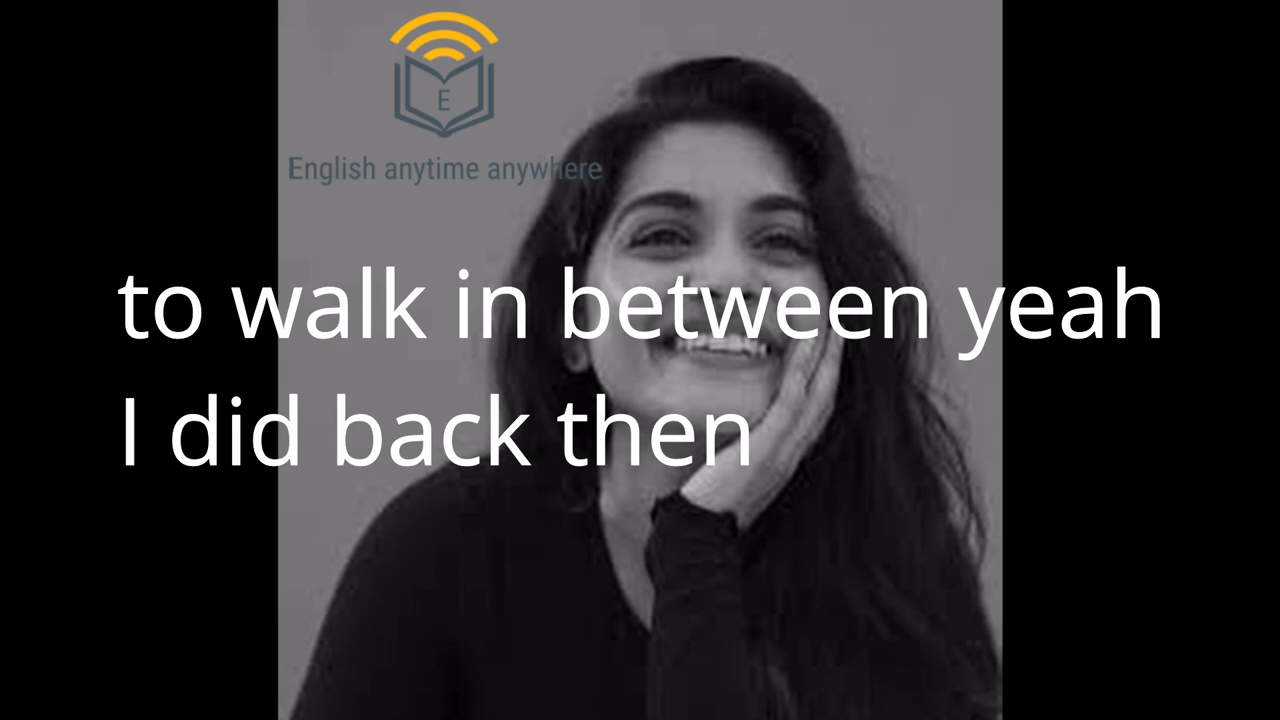 E
English anytime anywhere
to walk in between yeah
I did back then